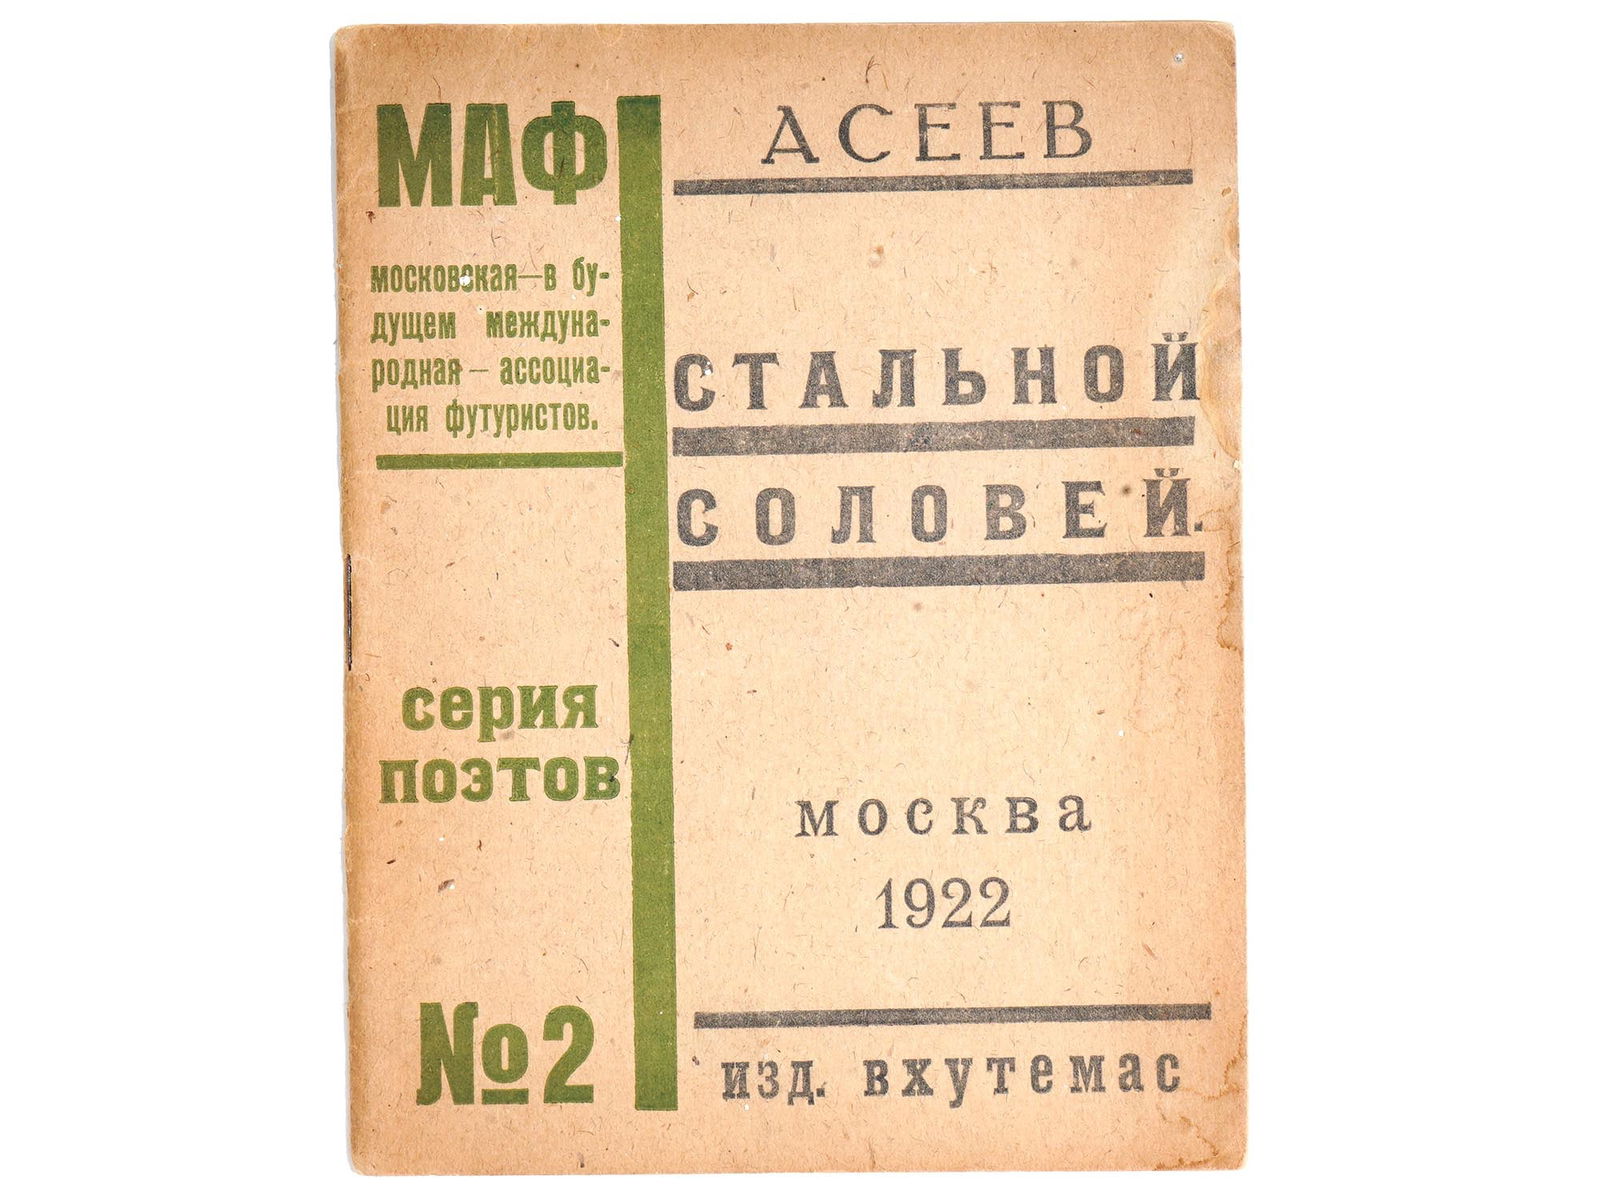 МАФ
московская—в бу-
дущем междуна-
родная—ассоциа-
ция футуристов.
серия
поэтов
№2
АСЕЕВ
СТАЛЬНОЙ
СОЛОВЕЙ.
москва
1922
изд. вхутемас